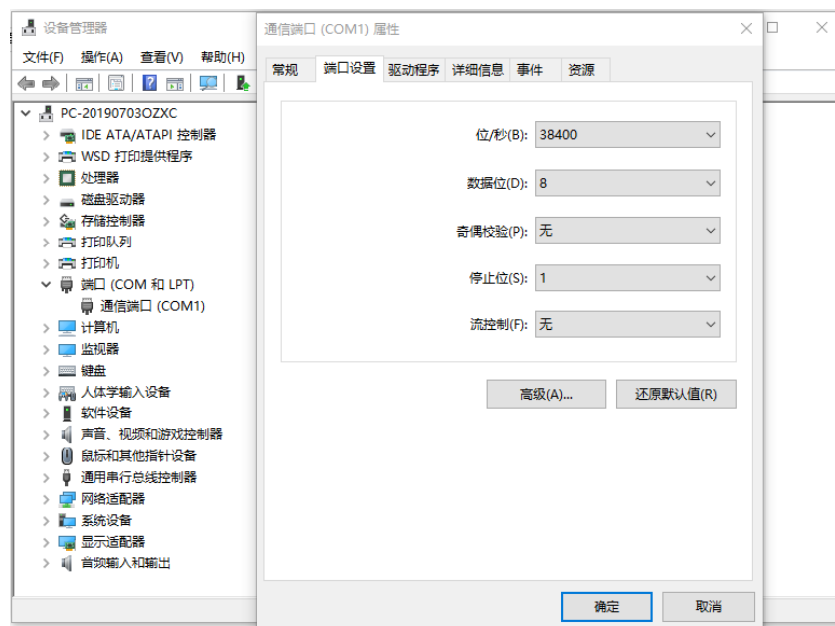 设备管理器
文件(F) 操作(A) 查看(V) 帮助(H)
PC-20190703OZXC
IDE ATA/ATAPI 控制器
WSD 打印提供程序
处理器
磁盘驱动器
存储控制器
打印队列
打印机
端口 (COM 和 LPT)
通信端口 (COM1)
计算机
监视器
键盘
人体学输入设备
软件设备
声音、视频和游戏控制器
鼠标和其他指针设备
通用串行总线控制器
网络适配器
系统设备
显示适配器
音频输入和输出
通信端口 (COM1) 属性
常规 端口设置 驱动程序 详细信息 事件 资源
位/秒(B): 38400
数据位(D): 8
奇偶校验(P): 无
停止位(S): 1
流控制(F): 无
高级(A)... 还原默认值(R)
确定 取消